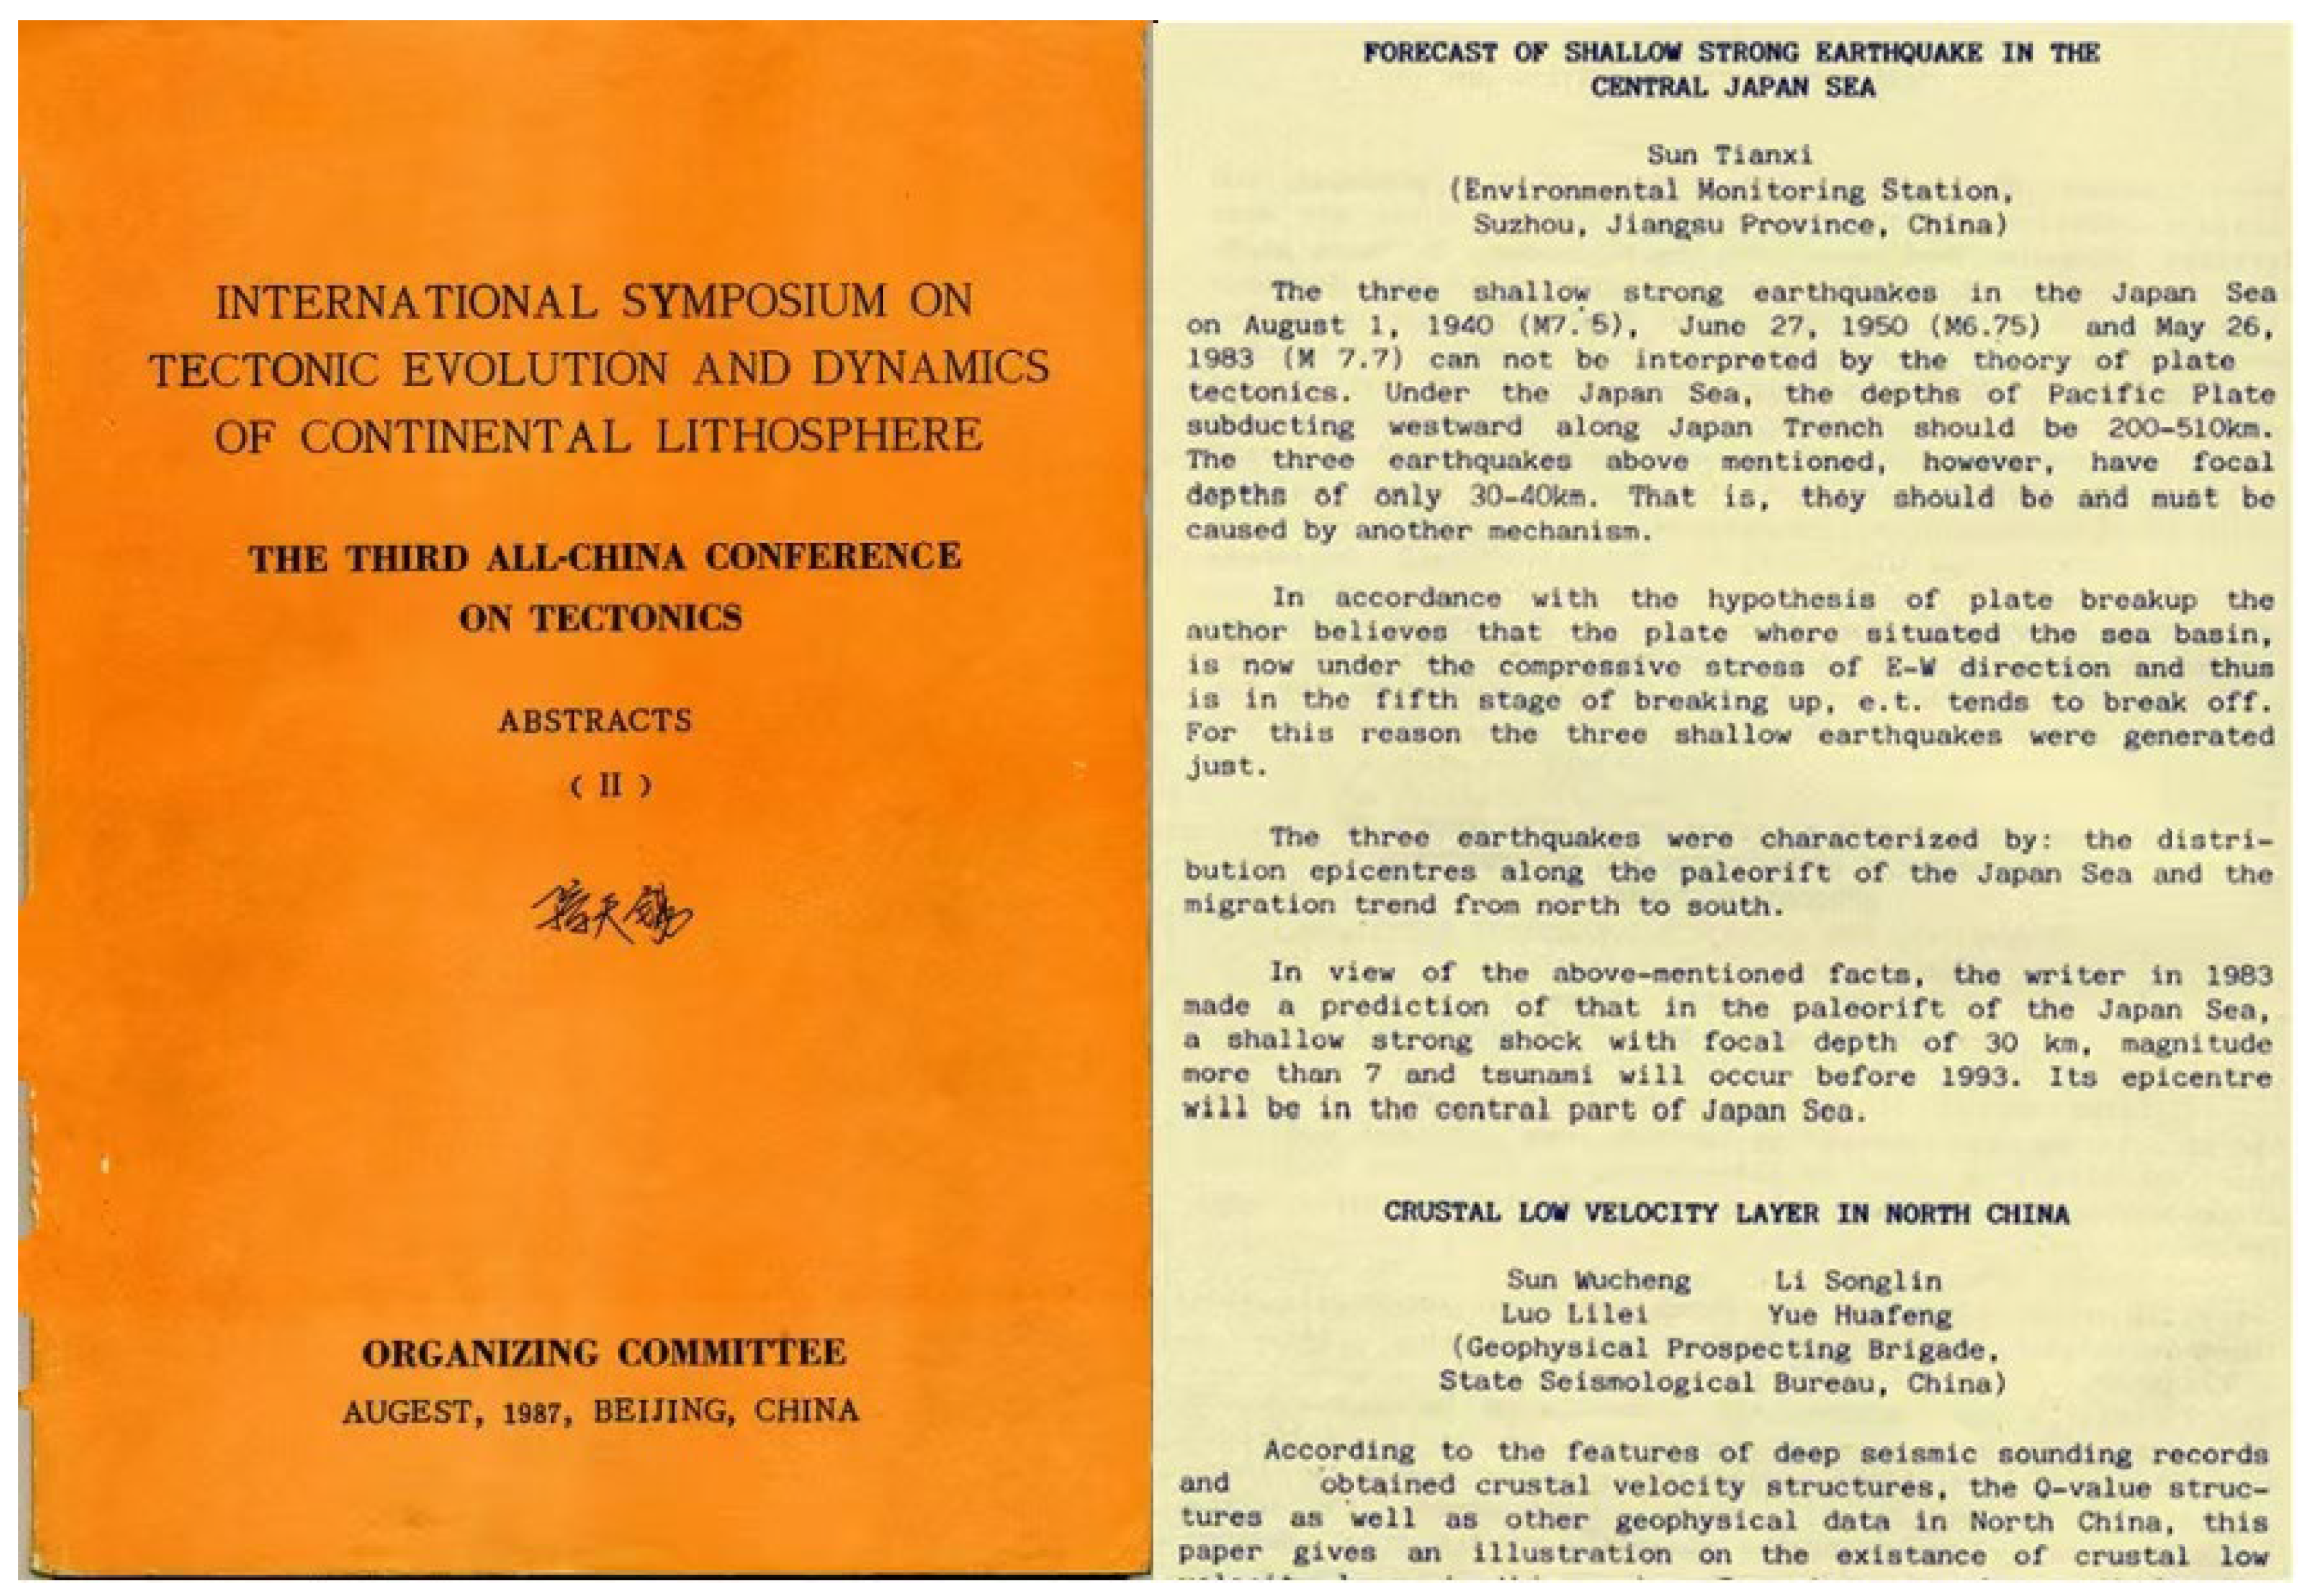 INTERNATIONAL SYMPOSIUM ON
TECTONIC EVOLUTION AND DYNAMICS
OF CONTINENTAL LITHOSPHERE
THE THIRD ALL-CHINA CONFERENCE
ON TECTONICS
ABSTRACTS
( II )
天錫
ORGANIZING COMMITTEE
AUGEST, 1987, BEIJING, CHINA
FORECAST OF SHALLOW STRONG EARTHQUAKE IN THE
CENTRAL JAPAN SEA
Sun Tianxi
(Environmental Monitoring Station,
Suzhou, Jiangsu Province, China)
The three shallow strong earthquakes in the Japan Sea
on August 1, 1940 (M7.5), June 27, 1950 (M6.75) and May 26,
1983 (M 7.7) can not be interpreted by the theory of plate
tectonics. Under the Japan Sea, the depths of Pacific Plate
subducting westward along Japan Trench should be 200-510km.
The three earthquakes above mentioned, however, have focal
depths of only 30-40km. That is, they should be and must be
caused by another mechanism.
In accordance with the hypothesis of plate breakup the
author believes that the plate where situated the sea basin,
is now under the compressive stress of E-W direction and thus
is in the fifth stage of breaking up, e.t. tends to break off.
For this reason the three shallow earthquakes were generated
just.
The three earthquakes were characterized by: the distri-
bution epicentres along the paleorift of the Japan Sea and the
migration trend from north to south.
In view of the above-mentioned facts, the writer in 1983
made a prediction of that in the paleorift of the Japan Sea,
a shallow strong shock with focal depth of 30 km, magnitude
more than 7 and tsunami will occur before 1993. Its epicentre
will be in the central part of Japan Sea.
CRUSTAL LOW VELOCITY LAYER IN NORTH CHINA
Sun Wucheng Li Songlin
Luo Lilei Yue Huafeng
(Geophysical Prospecting Brigade,
State Seismological Bureau, China)
According to the features of deep seismic sounding records
and obtained crustal velocity structures, the Q-value struc-
tures as well as other geophysical data in North China, this
paper gives an illustration on the existance of crustal low